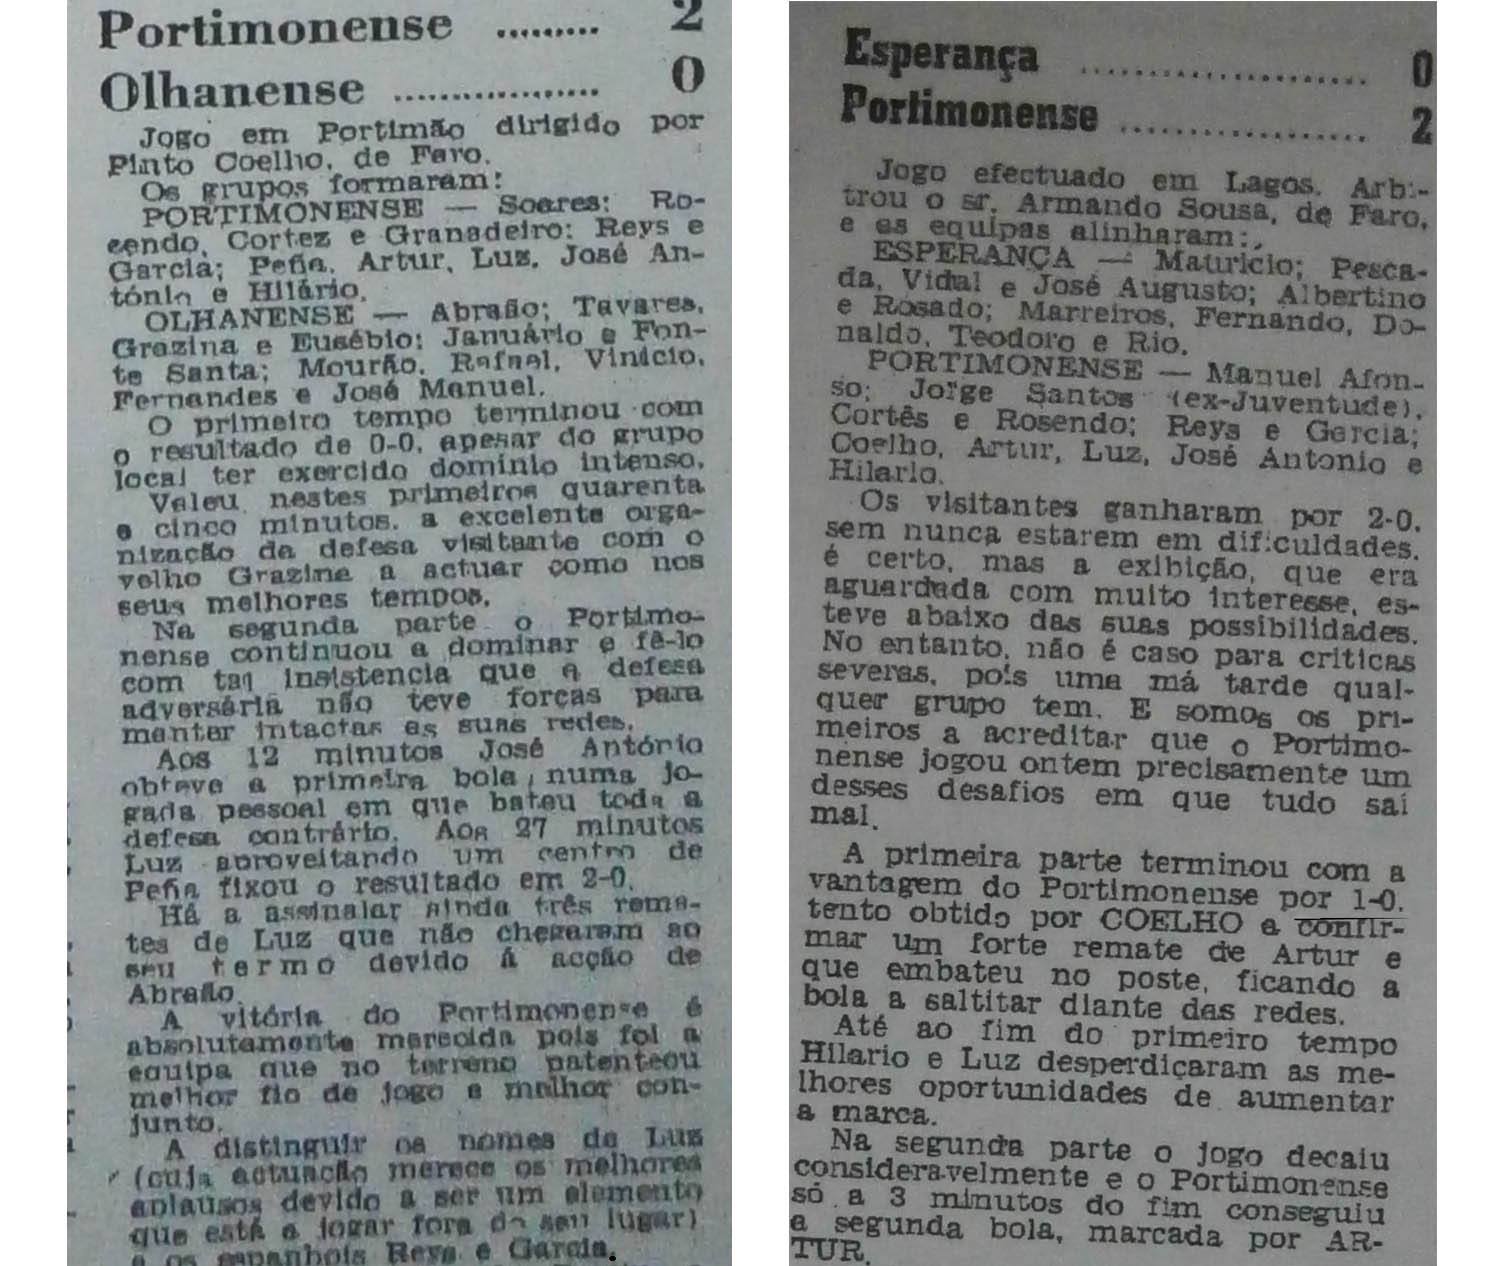 Portimonense ......... 2
Olhanense .................. 0
Jogo em Portimão dirigido por
Pinto Coelho, de Faro.
Os grupos formaram:
PORTIMONENSE — Soares; Ro-
sendo, Cortez e Granadeiro; Reys e
Garcia; Peña, Artur, Luz, José An-
tónio e Hilário.
OLHANENSE — Abraão; Tavares,
Grazina e Eusébio; Januário e Fon-
te Santa; Mourão, Rafael, Vinício,
Fernandes e José Manuel.
O primeiro tempo terminou com
o resultado de 0-0, apesar do grupo
local ter exercido domínio intenso.
Valeu nestes primeiros quarenta
e cinco minutos, a excelente orga-
nização da defesa visitante com o
velho Grazina a actuar como nos
seus melhores tempos.
Na segunda parte o Portimo-
nense continuou a dominar e fê-lo
com tal insistencia que a defesa
adversária não teve forças para
manter intactas as suas redes.
Aos 12 minutos José António
obteve a primeira bola, numa jo-
gada pessoal em que bateu toda a
defesa contrário. Aos 27 minutos
Luz aproveitando um centro de
Peña fixou o resultado em 2-0.
Há a assinalar ainda três rema-
tes de Luz que não chegaram ao
seu termo devido á acção de
Abraão.
A vitória do Portimonense é
absolutamente merecida pois foi a
equipa que no terreno patenteou
melhor fio de jogo e melhor con-
junto.
A distinguir os nomes de Luz
(cuja actuacão merece os melhores
aplausos devido a ser um elemento
que está a jogar fora do seu lugar)
e os espanhois Reys e Garcia.
Esperança ...................... 0
Portimonense ................... 2
Jogo efectuado em Lagos. Arbi-
trou o sr. Armando Sousa, de Faro,
e as equipas alinharam:
ESPERANÇA — Mauricio; Pesca-
da, Vidal e José Augusto; Albertino
e Rosado; Marreiros, Fernando, Do-
naldo, Teodoro e Rio.
PORTIMONENSE — Manuel Afon-
so; Jorge Santos (ex-Juventude),
Cortês e Rosendo; Reys e Garcia;
Coelho, Artur, Luz, José Antonio e
Hilario.
Os visitantes ganharam por 2-0,
sem nunca estarem em dificuldades,
é certo, mas a exibição, que era
aguardada com muito interesse, es-
teve abaixo das suas possibilidades.
No entanto, não é caso para criticas
severas, pois uma má tarde qual-
quer grupo tem. E somos os pri-
meiros a acreditar que o Portimo-
nense jogou ontem precisamente um
desses desafios em que tudo sai
mal.
A primeira parte terminou com a
vantagem do Portimonense por 1-0,
tento obtido por COELHO a confir-
mar um forte remate de Artur e
que embateu no poste, ficando a
bola a saltitar diante das redes.
Até ao fim do primeiro tempo
Hilario e Luz desperdiçaram as me-
lhores oportunidades de aumentar
a marca.
Na segunda parte o jogo decaiu
consideravelmente e o Portimonense
só a 3 minutos do fim conseguiu
a segunda bola, marcada por AR-
TUR.